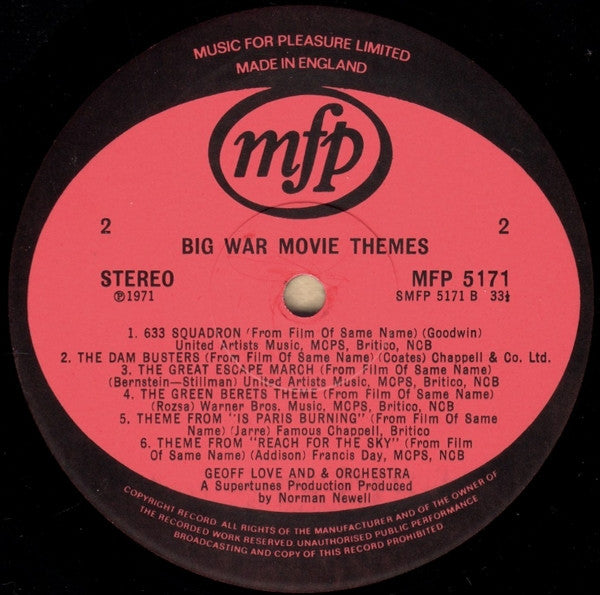 MUSIC FOR PLEASURE LIMITED
MADE IN ENGLAND
mfp
2 2
BIG WAR MOVIE THEMES
STEREO MFP 5171
Ⓟ1971 SMFP 5171 B 33⅓
1. 633 SQUADRON (From Film Of Same Name) (Goodwin)
United Artists Music, MCPS, Britico, NCB
2. THE DAM BUSTERS (From Film Of Same Name) (Coates) Chappell & Co. Ltd.
3. THE GREAT ESCAPE MARCH (From Film Of Same Name)
(Bernstein—Stillman) United Artists Music, MCPS, Britico, NCB
4. THE GREEN BERETS THEME (From Film Of Same Name)
(Rozsa) Warner Bros. Music, MCPS, Britico, NCB
5. THEME FROM "IS PARIS BURNING" (From Film Of Same
Name) (Jarre) Famous Chappell, Britico
6. THEME FROM "REACH FOR THE SKY" (From Film
Of Same Name) (Addison) Francis Day, MCPS, NCB
GEOFF LOVE AND & ORCHESTRA
A Supertunes Production Produced
by Norman Newell
COPYRIGHT RECORD. ALL RIGHTS OF THE MANUFACTURER AND OF THE OWNER OF
THE RECORDED WORK RESERVED. UNAUTHORISED PUBLIC PERFORMANCE
BROADCASTING AND COPY OF THIS RECORD PROHIBITED